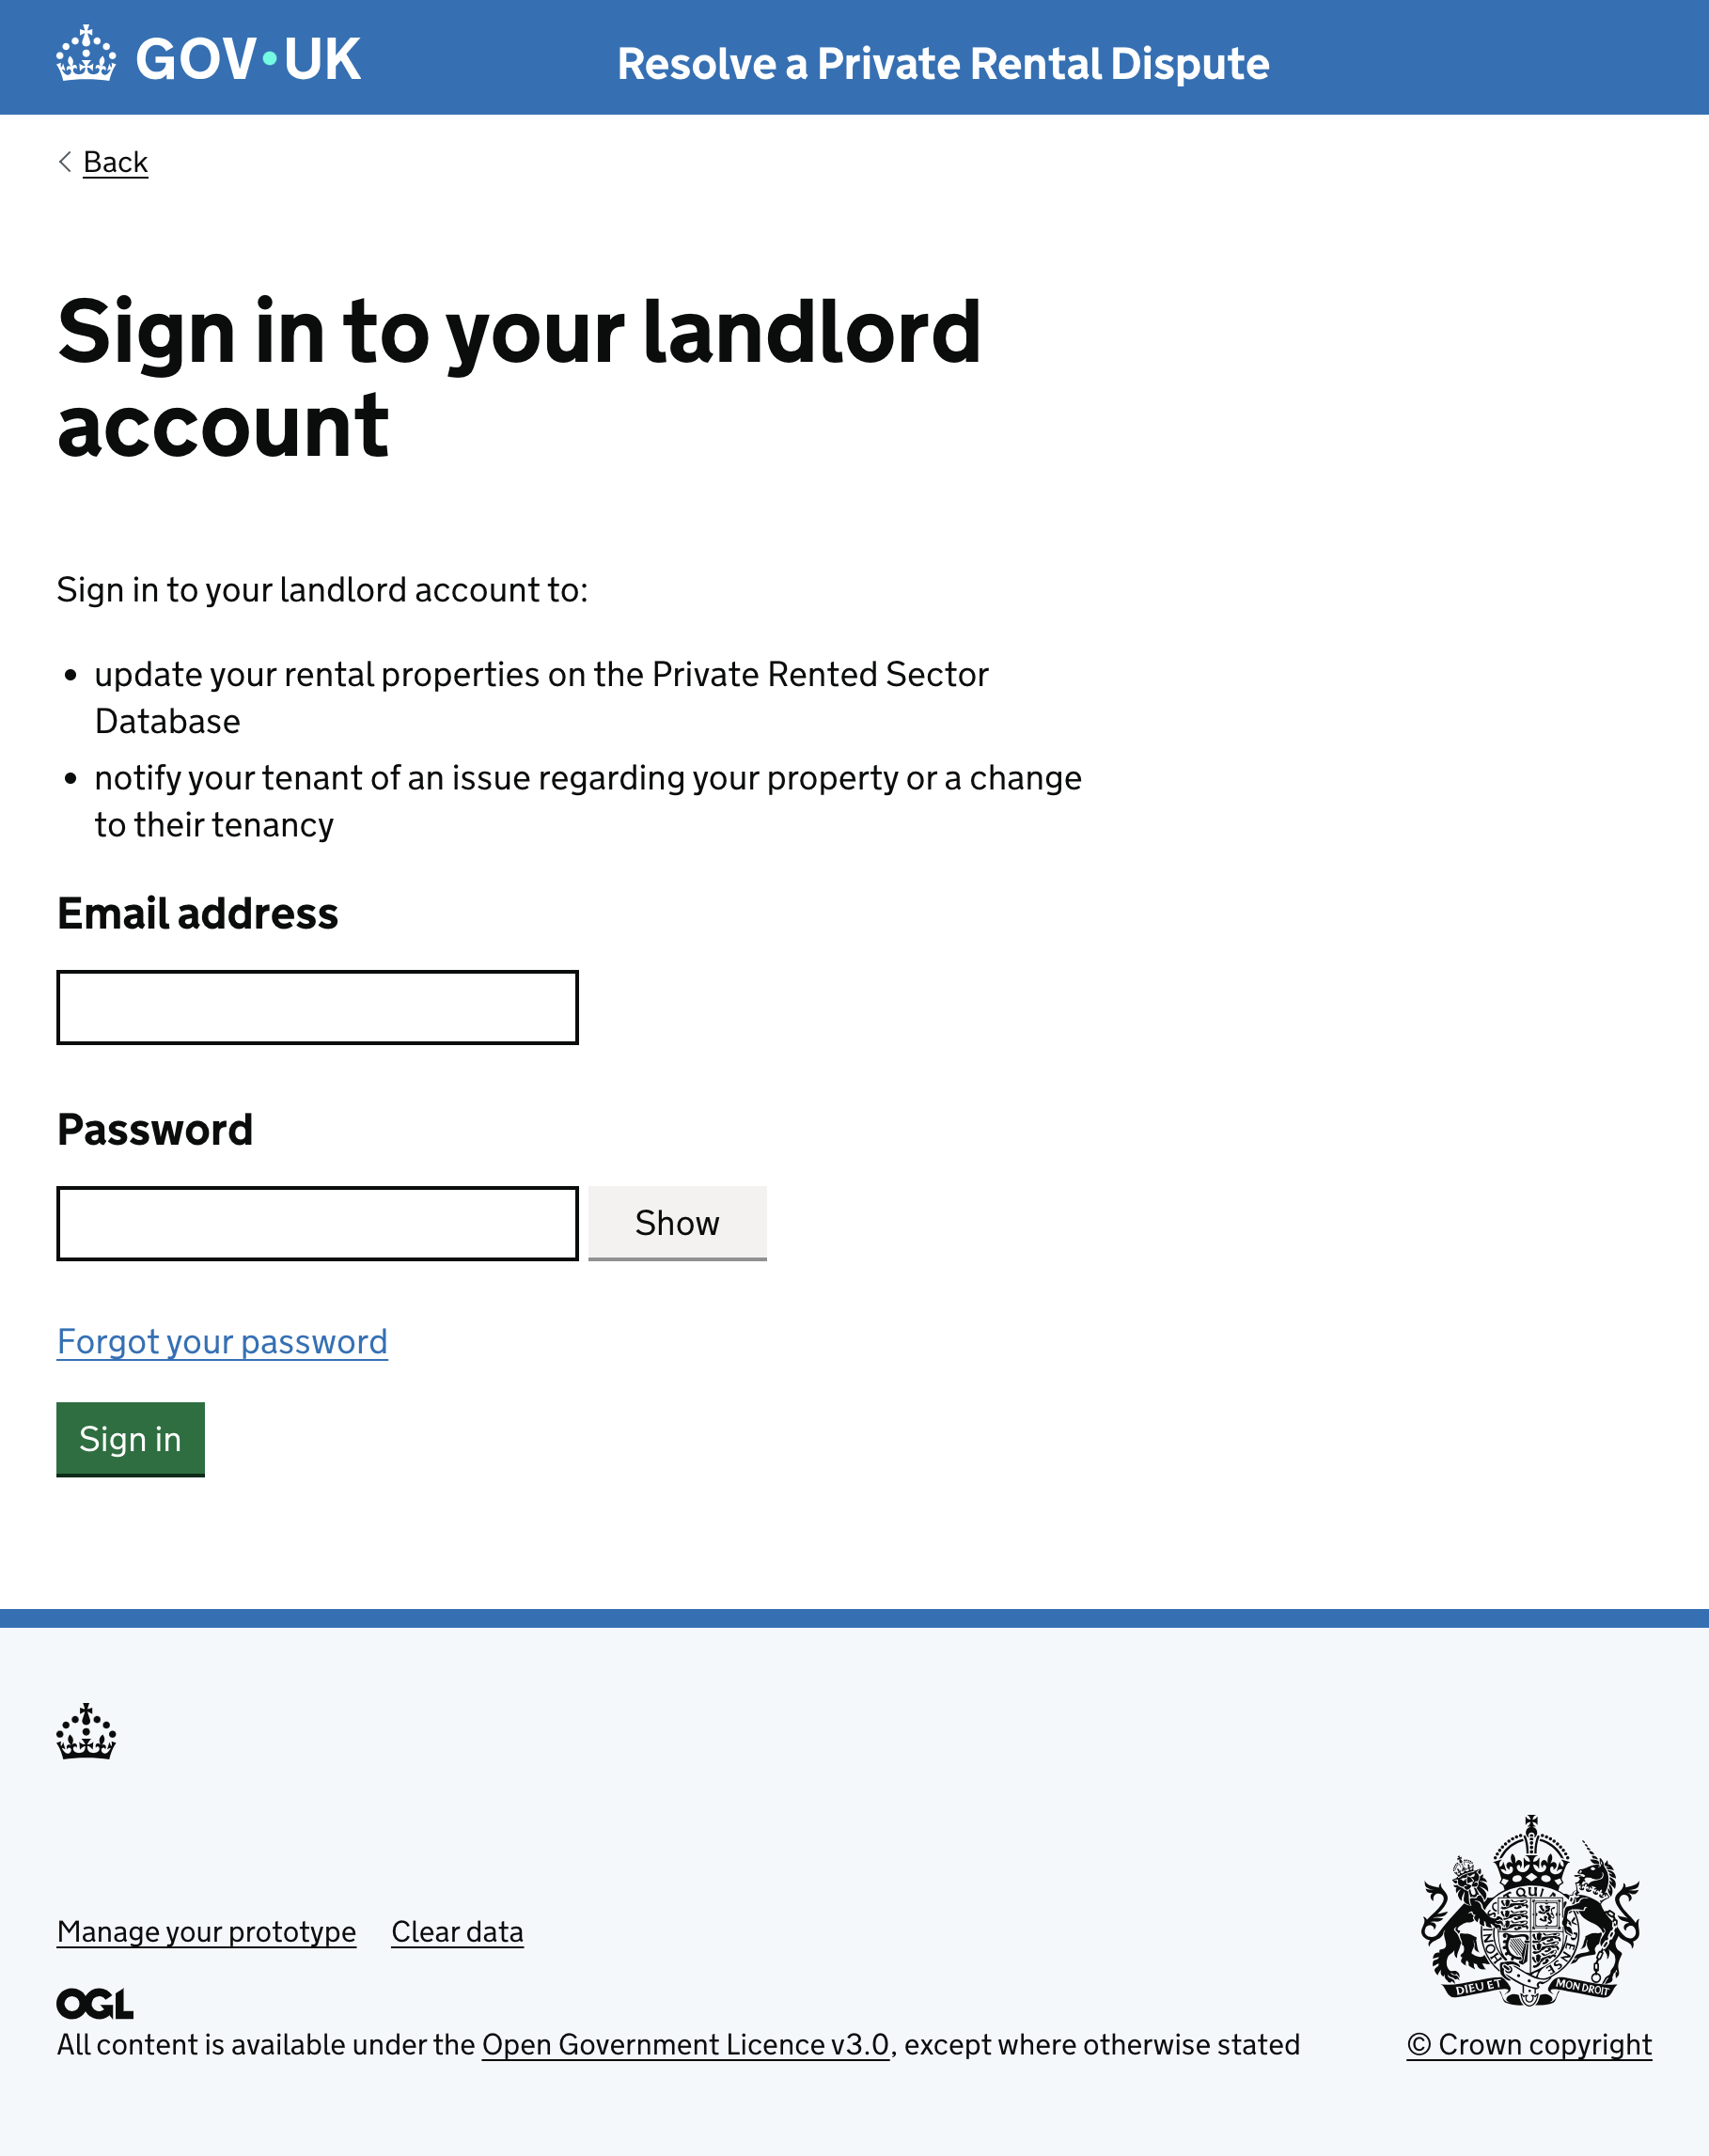 GOV·UK
Resolve a Private Rental Dispute
Back
Sign in to your landlord
account
Sign in to your landlord account to:
• update your rental properties on the Private Rented Sector
Database
• notify your tenant of an issue regarding your property or a change
to their tenancy
Email address
Password
Show
Forgot your password
Sign in
Manage your prototype Clear data
OGL
All content is available under the Open Government Licence v3.0, except where otherwise stated
DIEU ET MON DROIT
© Crown copyright